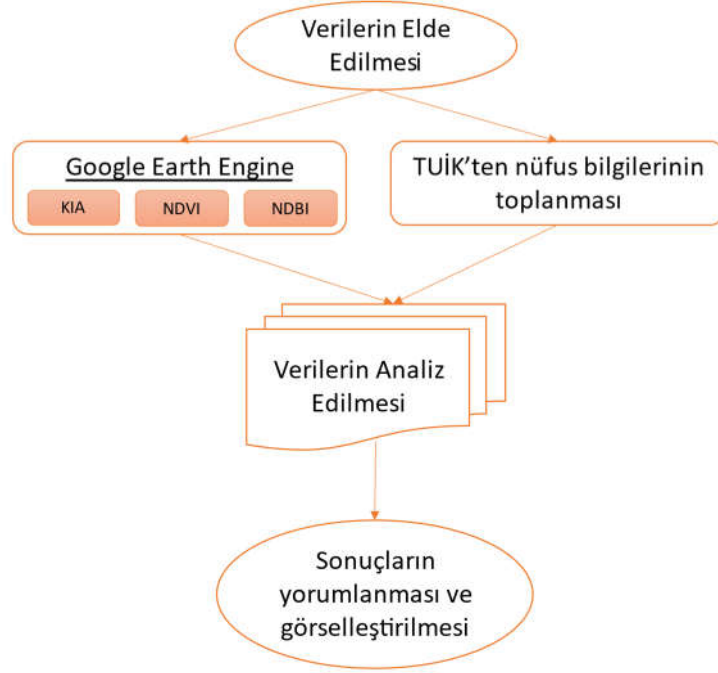 Verilerin Elde
Edilmesi
Google Earth Engine
KIA
NDVI
NDBI
TUİK'ten nüfus bilgilerinin
toplanması
Verilerin Analiz
Edilmesi
Sonuçların
yorumlanması ve
görselleştirilmesi